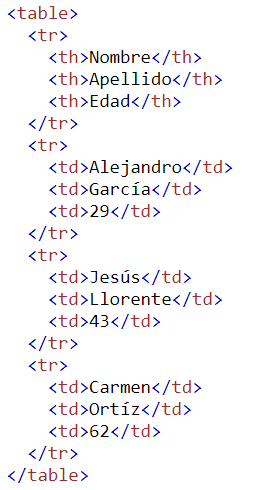 <table>
  <tr>
    <th>Nombre</th>
    <th>Apellido</th>
    <th>Edad</th>
  </tr>
  <tr>
    <td>Alejandro</td>
    <td>García</td>
    <td>29</td>
  </tr>
  <tr>
    <td>Jesús</td>
    <td>Llorente</td>
    <td>43</td>
  </tr>
  <tr>
    <td>Carmen</td>
    <td>Ortíz</td>
    <td>62</td>
  </tr>
</table>